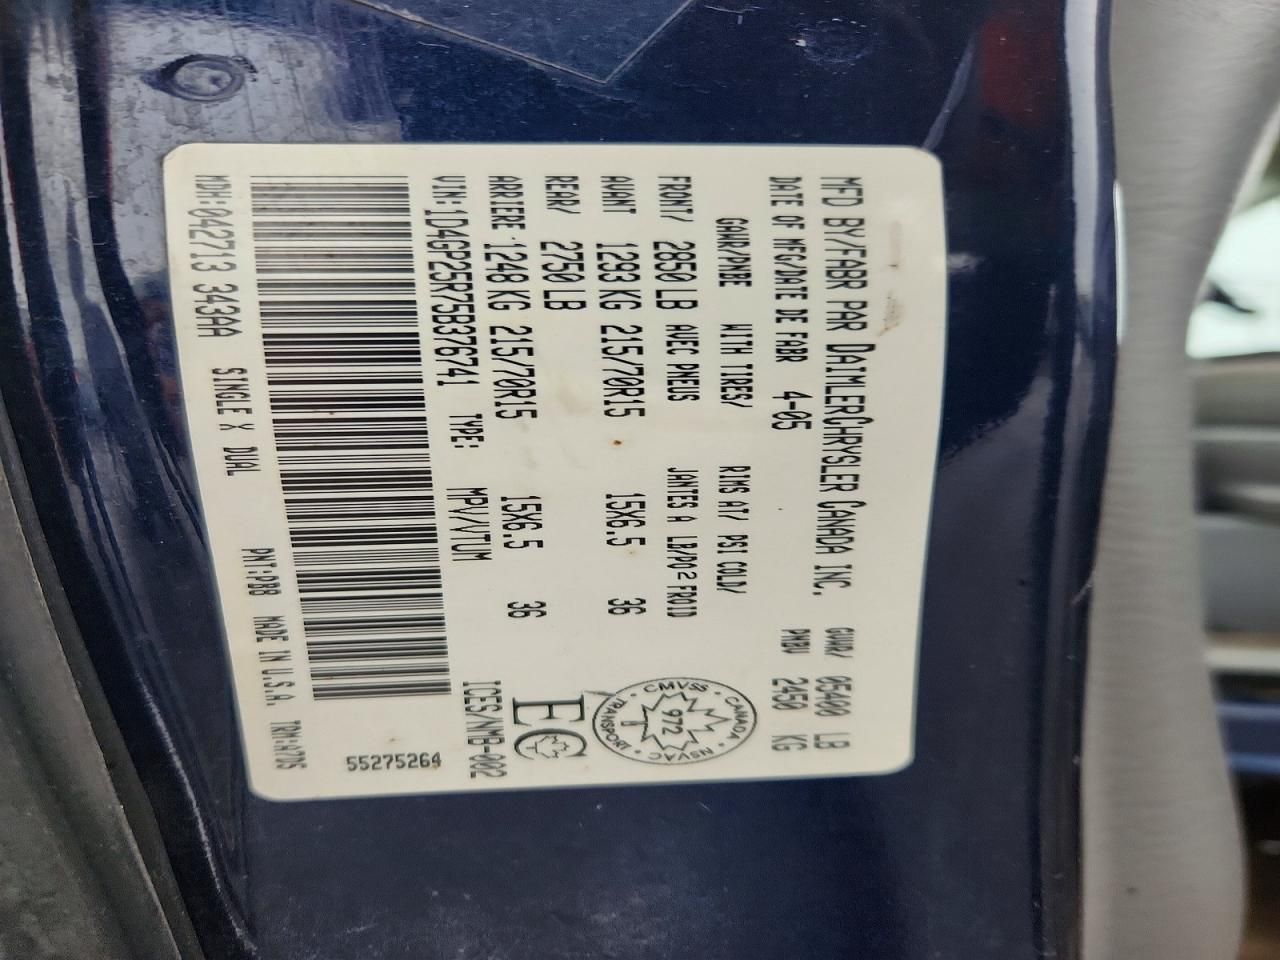 MFD BY/FABR PAR DAIMLERCHRYSLER CANADA INC. GVWR/ 05400 LB
DATE OF MFG/DATE DE FABR 4-05 PNBV 2450 KG
GAWR/PNBE WITH TIRES/ RIMS AT/ PSI COLD/
AVEC PNEUS JANTES A LB/PO2 FROID
FRONT/ 2850 LB
AVANT 1293 KG 215/70R15 15X6.5 36
REAR/ 2750 LB
ARRIERE 1248 KG 215/70R15 15X6.5 36
VIN: 1D4GP25R75B376741 TYPE: MPV/VTUM ICES/NMB-002
CMVSS CANADA NSVAC TRANSPORT
972
EC
55275264
MDH:042713 343AA SINGLE X DUAL PNT:PB8 MADE IN U.S.A. TRM:A7D5